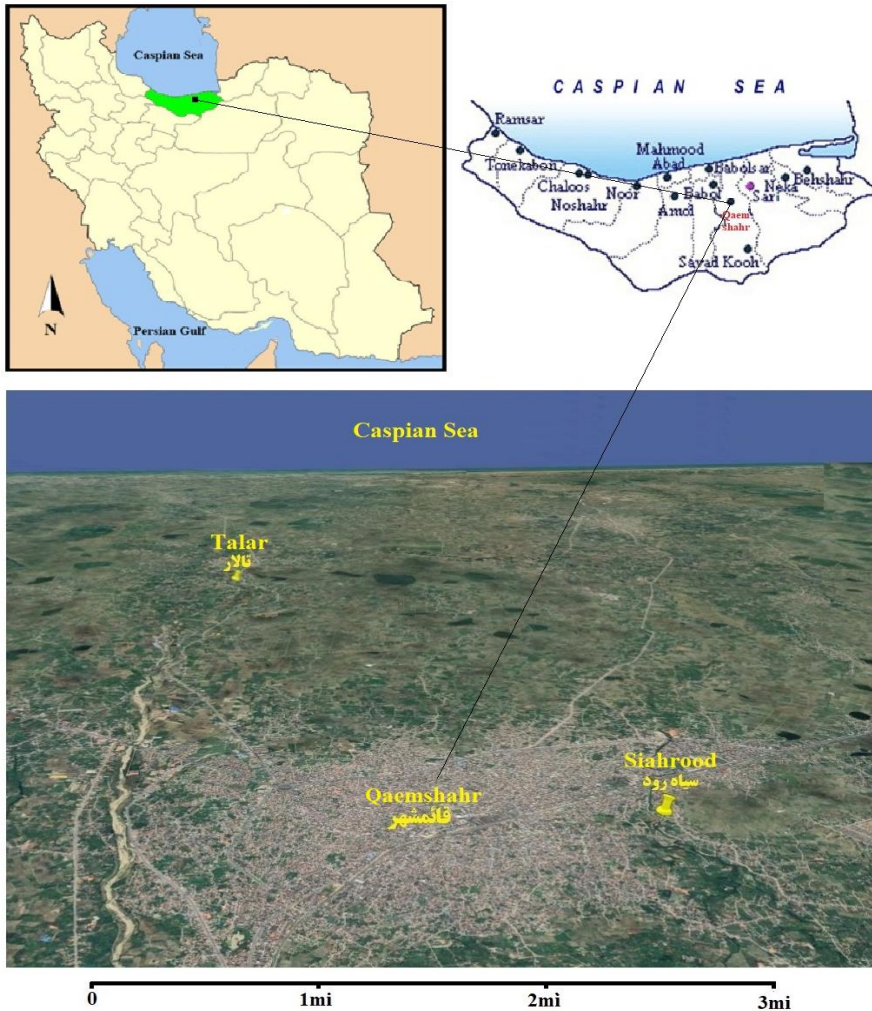 Caspian Sea
Persian Gulf
N
CASPIAN SEA
Ramsar
Tonekabon
Chaloos
Noshahr
Noor
Mahmood
Abad
Amol
Babol
Babolsar
Qaem
shahr
Sari
Neka
Behshahr
Savad Kooh
Caspian Sea
Talar
تالار
Siahrood
سیاه رود
Qaemshahr
قائمشهر
0 1mi 2mi 3mi